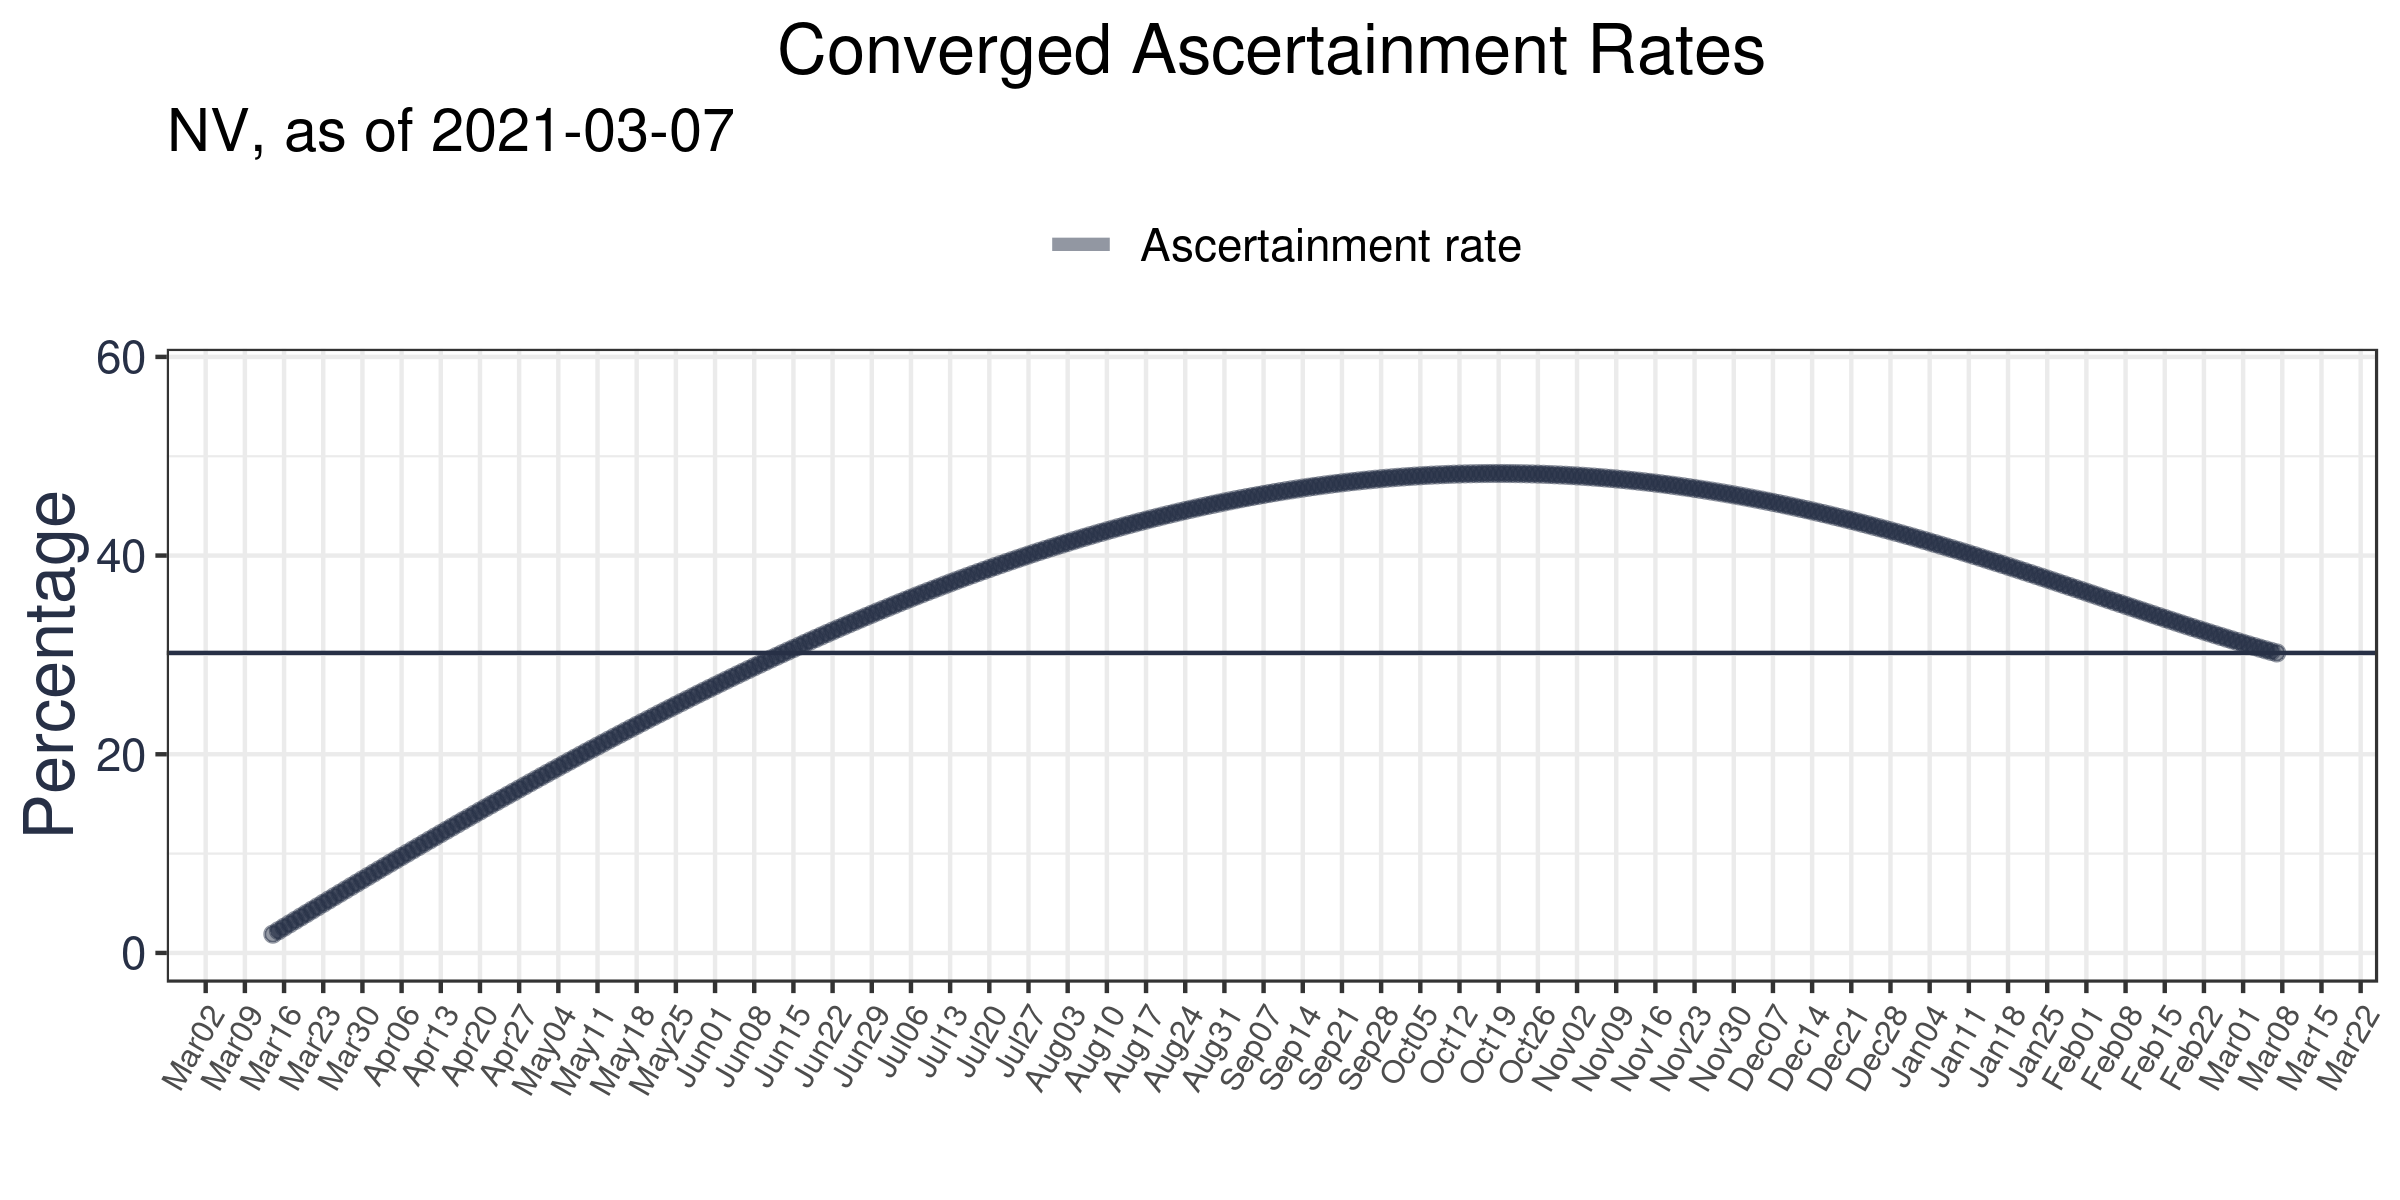 Converged Ascertainment Rates
NV, as of 2021-03-07
Ascertainment rate
Percentage
60
40
20
0
Mar02 Mar09 Mar16 Mar23 Mar30 Apr06 Apr13 Apr20 Apr27 May04 May11 May18 May25 Jun01 Jun08 Jun15 Jun22 Jun29 Jul06 Jul13 Jul20 Jul27 Aug03 Aug10 Aug17 Aug24 Aug31 Sep07 Sep14 Sep21 Sep28 Oct05 Oct12 Oct19 Oct26 Nov02 Nov09 Nov16 Nov23 Nov30 Dec07 Dec14 Dec21 Dec28 Jan04 Jan11 Jan18 Jan25 Feb01 Feb08 Feb15 Feb22 Mar01 Mar08 Mar15 Mar22